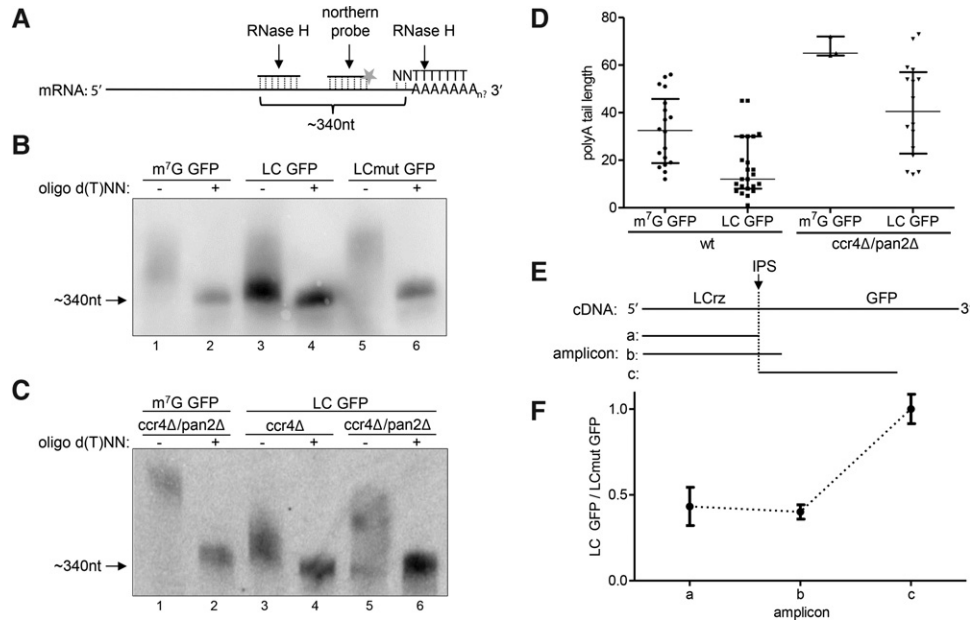 A
RNase H
northern
probe
RNase H
NNTTTTTTT
mRNA: 5′
AAAAAAAn? 3′
~340nt
B
m⁷G GFP LC GFP LCmut GFP
oligo d(T)NN: - + - + - +
~340nt
1 2 3 4 5 6
C
m⁷G GFP LC GFP
ccr4Δ/pan2Δ ccr4Δ ccr4Δ/pan2Δ
oligo d(T)NN: - + - + - +
~340nt
1 2 3 4 5 6
D
polyA tail length
80
60
40
20
0
m⁷G GFP LC GFP m⁷G GFP LC GFP
wt ccr4Δ/pan2Δ
E
IPS
LCrz GFP
cDNA: 5′ 3′
a:
amplicon: b:
c:
F
LC GFP / LCmut GFP
1.0
0.5
0.0
a b c
amplicon